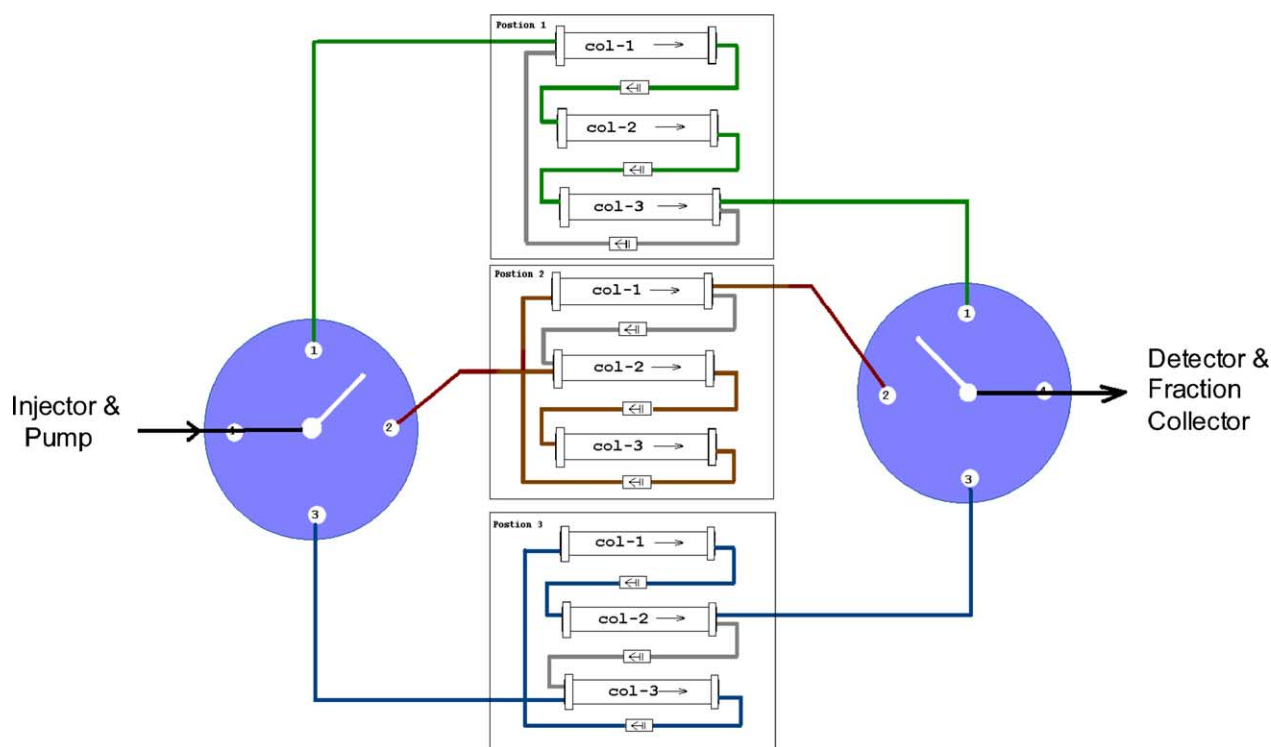 Postion 1
col-1
col-2
col-3
Postion 2
col-1
col-2
col-3
Postion 3
col-1
col-2
col-3
Injector &
Pump
1
2
3
4
Detector &
Fraction
Collector
1
2
3
4